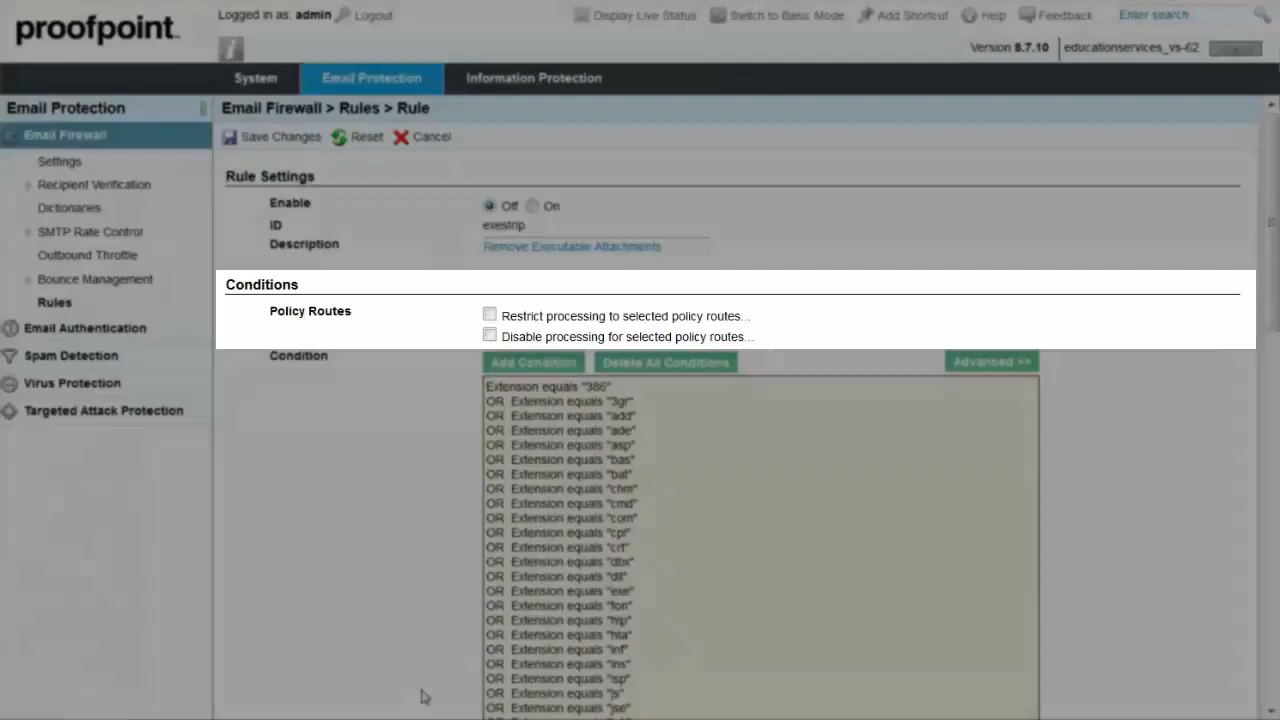 proofpoint.
Logged in as: admin Logout
Display Live Status Switch to Basic Mode Add Shortcut Help Feedback Enter search
Version 8.7.10 educationservices_vs-62
System Email Protection Information Protection
Email Protection
Email Firewall
Settings
Recipient Verification
Dictionaries
SMTP Rate Control
Outbound Throttle
Bounce Management
Rules
Email Authentication
Spam Detection
Virus Protection
Targeted Attack Protection
Email Firewall > Rules > Rule
Save Changes Reset Cancel
Rule Settings
Enable Off On
ID exestrip
Description Remove Executable Attachments
Conditions
Policy Routes Restrict processing to selected policy routes...
Disable processing for selected policy routes...
Condition Add Condition Delete All Conditions Advanced >>
Extension equals "386"
OR Extension equals "3gr"
OR Extension equals "add"
OR Extension equals "ade"
OR Extension equals "asp"
OR Extension equals "bas"
OR Extension equals "bat"
OR Extension equals "chm"
OR Extension equals "cmd"
OR Extension equals "com"
OR Extension equals "cpl"
OR Extension equals "crt"
OR Extension equals "dbx"
OR Extension equals "dll"
OR Extension equals "exe"
OR Extension equals "fon"
OR Extension equals "hlp"
OR Extension equals "hta"
OR Extension equals "inf"
OR Extension equals "ins"
OR Extension equals "isp"
OR Extension equals "js"
OR Extension equals "jse"